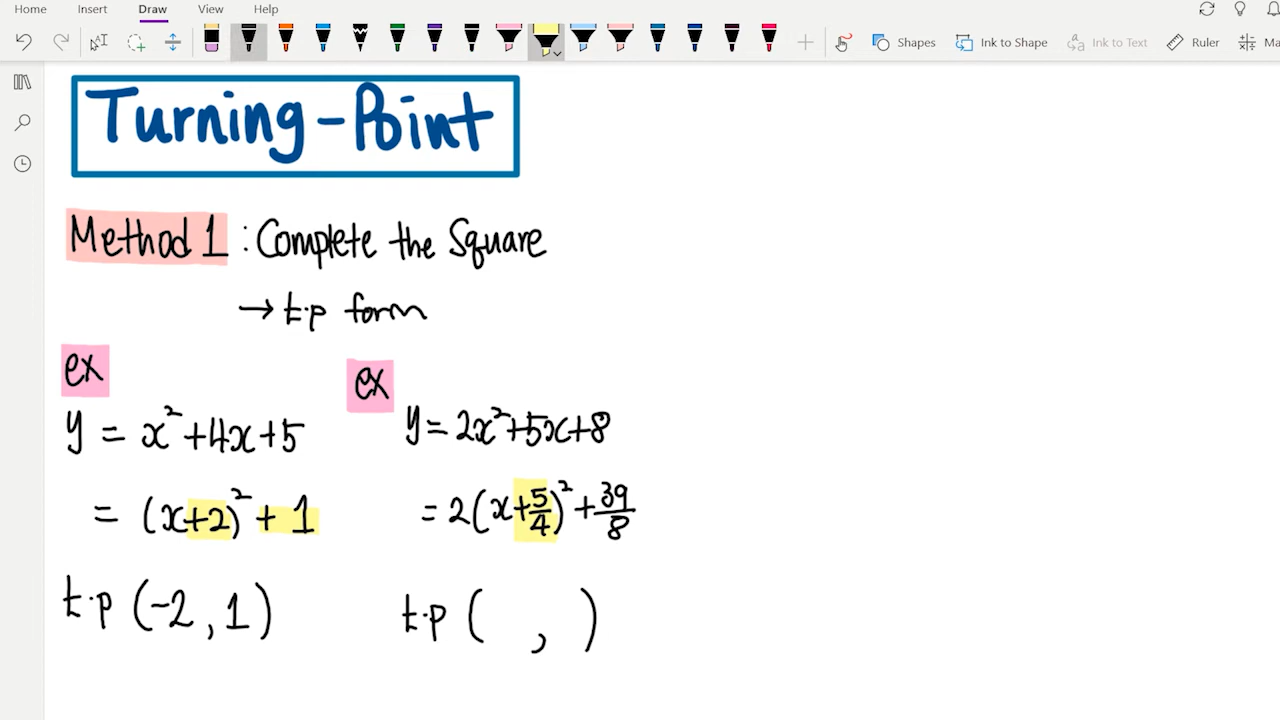 Home Insert Draw View Help
Shapes Ink to Shape Ink to Text Ruler Ma
Turning-Point
Method 1 : Complete the Square
→ t.p form
ex
y = x² + 4x + 5
= (x+2)² + 1
t.p (-2, 1)
ex
y = 2x² + 5x + 8
= 2(x + 5/4)² + 39/8
t.p ( , )